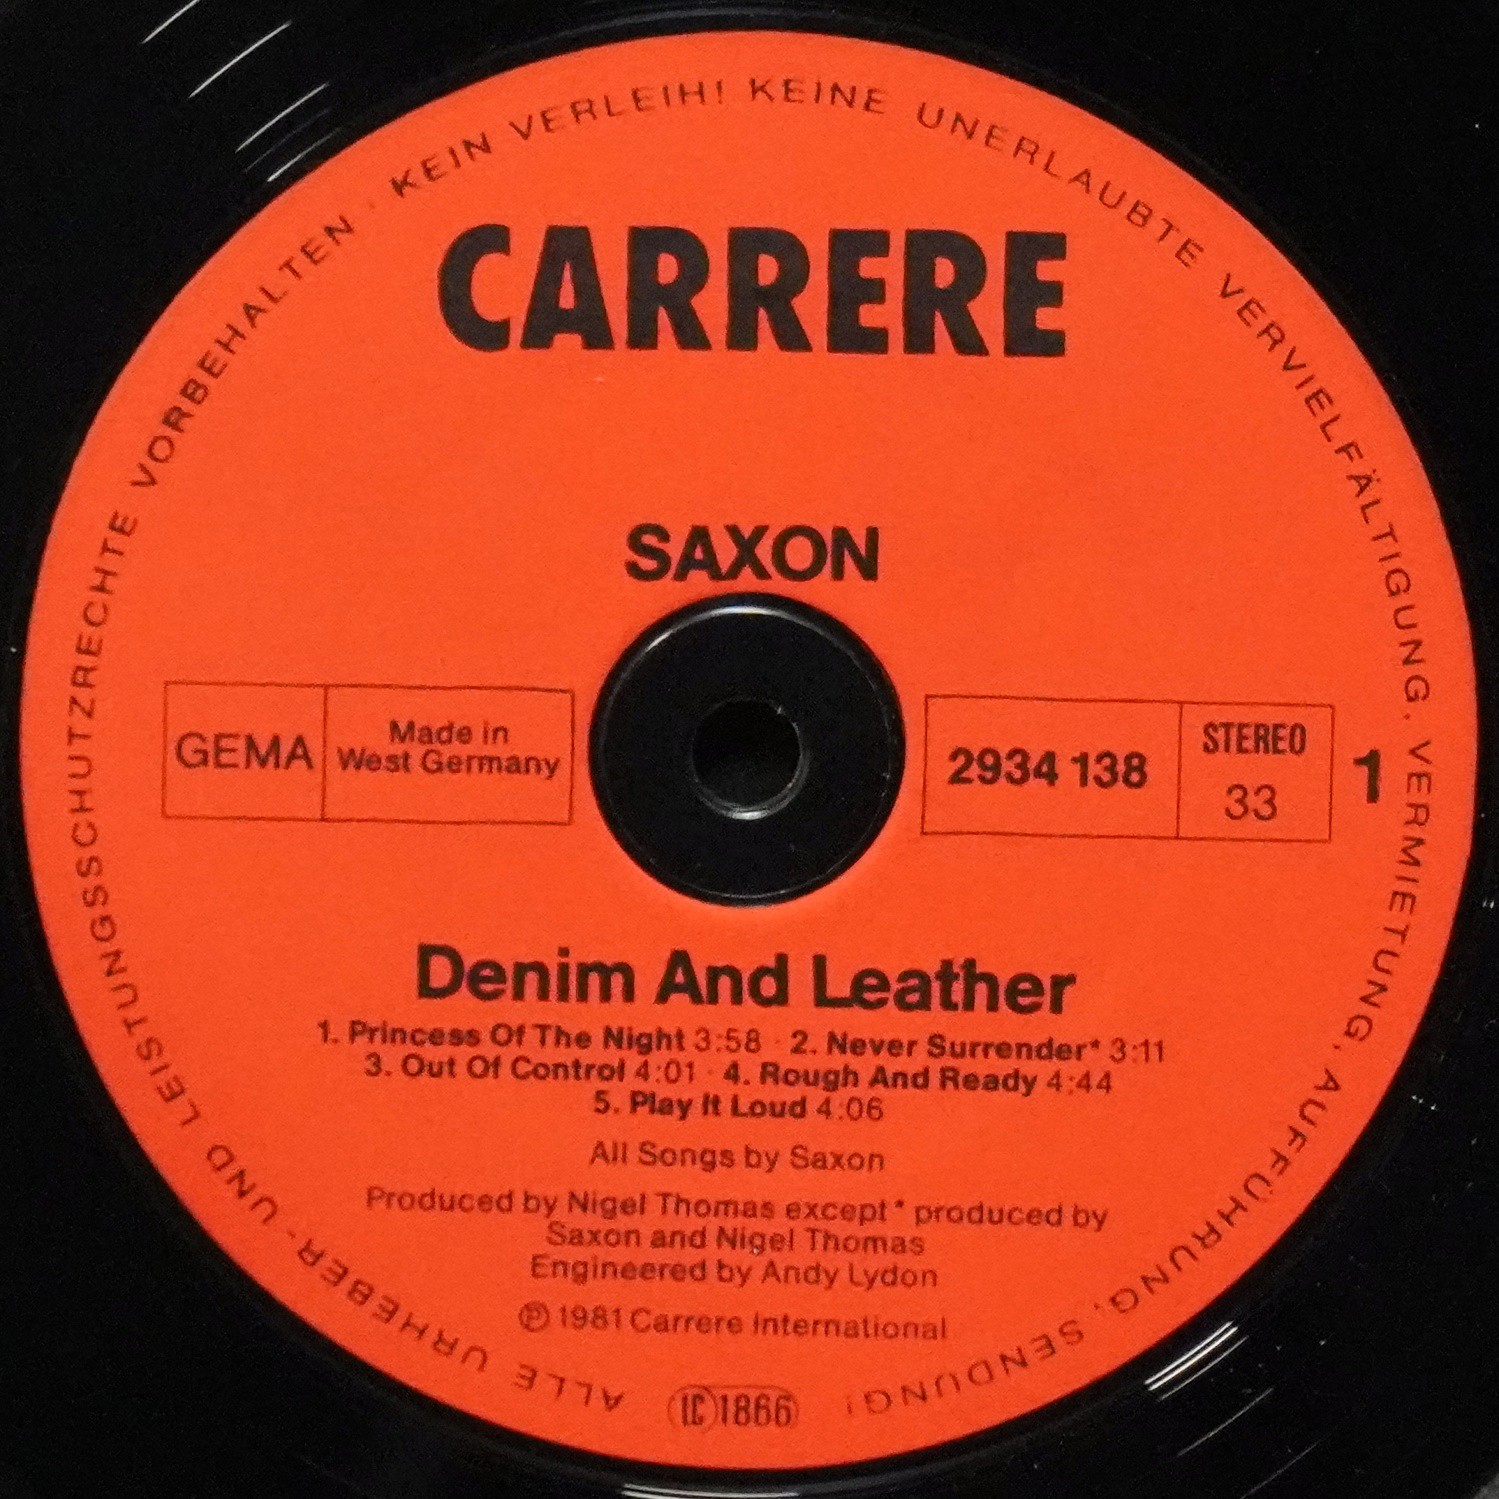 ALLE URHEBER- UND LEISTUNGSSCHUTZRECHTE VORBEHALTEN · KEIN VERLEIH! KEINE UNERLAUBTE VERVIELFÄLTIGUNG, VERMIETUNG, AUFFÜHRUNG, SENDUNG!
CARRERE
SAXON
GEMA
Made in
West Germany
2934 138
STEREO
33
1
Denim And Leather
1. Princess Of The Night 3:58 · 2. Never Surrender* 3:11
3. Out Of Control 4:01 · 4. Rough And Ready 4:44
5. Play It Loud 4:06
All Songs by Saxon
Produced by Nigel Thomas except * produced by
Saxon and Nigel Thomas
Engineered by Andy Lydon
Ⓟ 1981 Carrere International
LC 1866